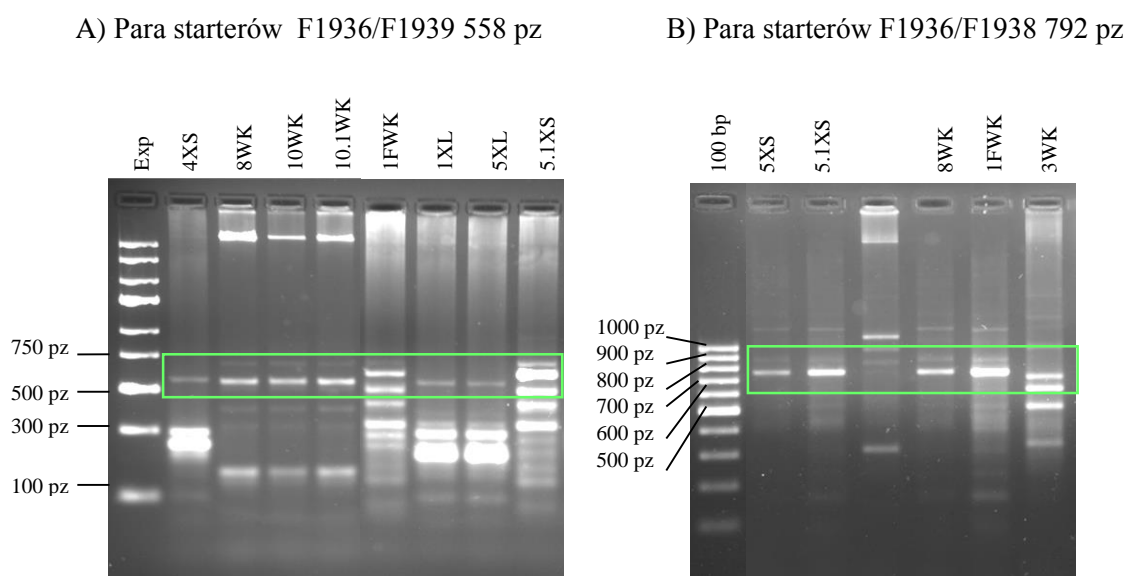 A) Para starterów F1936/F1939 558 pz
Exp
4XS
8WK
10WK
10.1WK
1FWK
1XL
5XL
5.1XS
750 pz
500 pz
300 pz
100 pz
B) Para starterów F1936/F1938 792 pz
100 bp
5XS
5.1XS
8WK
1FWK
3WK
1000 pz
900 pz
800 pz
700 pz
600 pz
500 pz